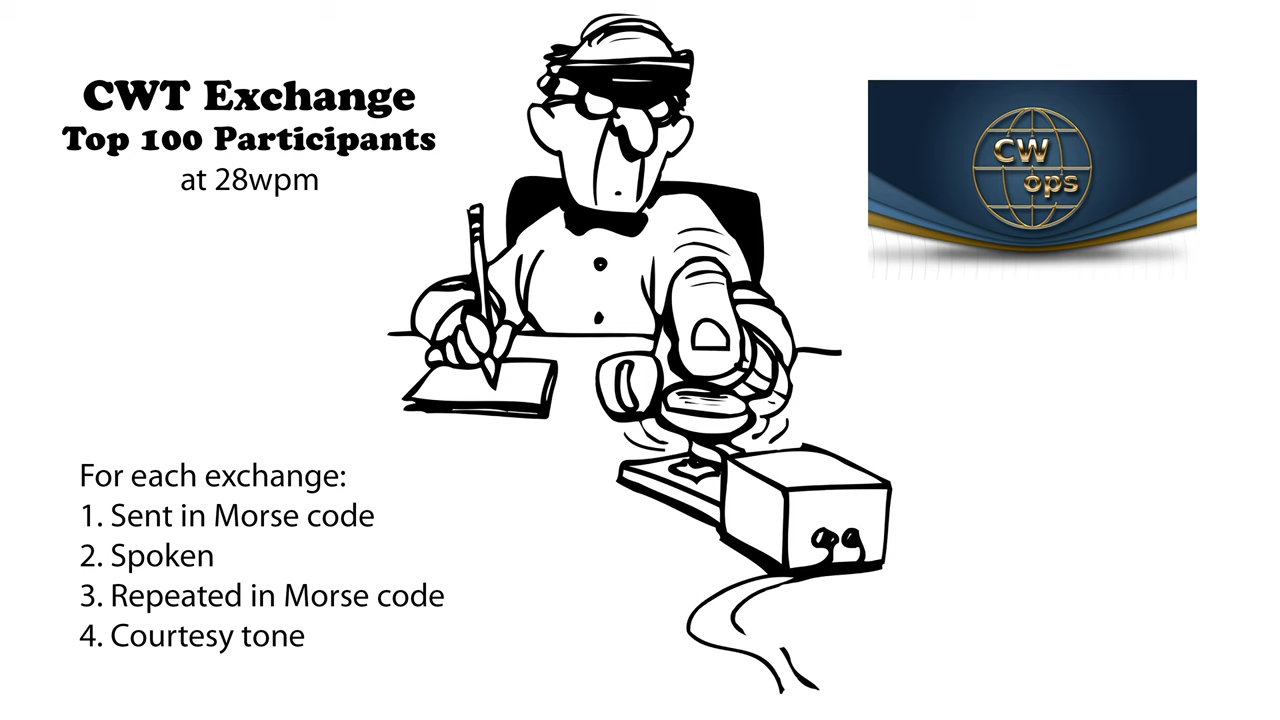 CWT Exchange
Top 100 Participants
at 28wpm
CW
ops
For each exchange:
1. Sent in Morse code
2. Spoken
3. Repeated in Morse code
4. Courtesy tone